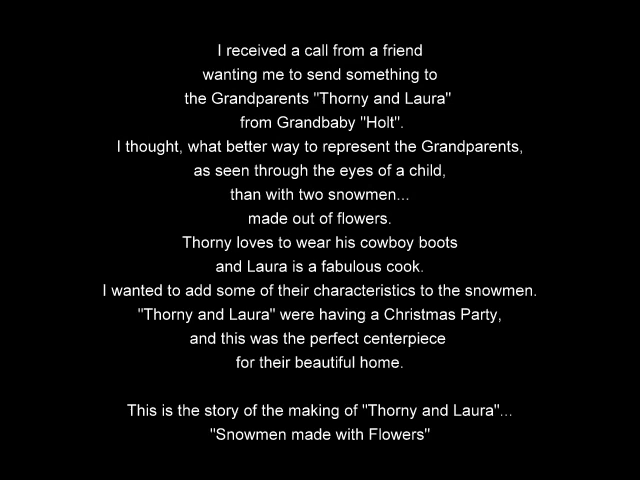 I received a call from a friend
wanting me to send something to
the Grandparents "Thorny and Laura"
from Grandbaby "Holt".
I thought, what better way to represent the Grandparents,
as seen through the eyes of a child,
than with two snowmen...
made out of flowers.
Thorny loves to wear his cowboy boots
and Laura is a fabulous cook.
I wanted to add some of their characteristics to the snowmen.
"Thorny and Laura" were having a Christmas Party,
and this was the perfect centerpiece
for their beautiful home.
This is the story of the making of "Thorny and Laura"...
"Snowmen made with Flowers"